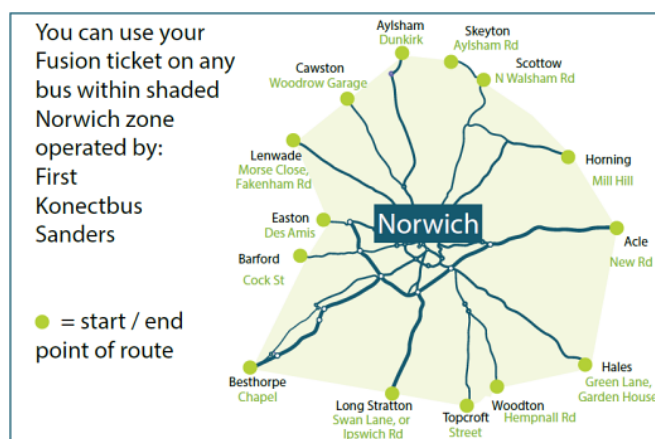 You can use your
Fusion ticket on any
bus within shaded
Norwich zone
operated by:
First
Konectbus
Sanders
= start / end
point of route
Aylsham
Dunkirk
Skeyton
Aylsham Rd
Scottow
N Walsham Rd
Cawston
Woodrow Garage
Lenwade
Morse Close,
Fakenham Rd
Horning
Mill Hill
Norwich
Easton
Des Amis
Acle
New Rd
Barford
Cock St
Besthorpe
Chapel
Long Stratton
Swan Lane, or
Ipswich Rd
Topcroft
Street
Woodton
Hempnall Rd
Hales
Green Lane,
Garden House